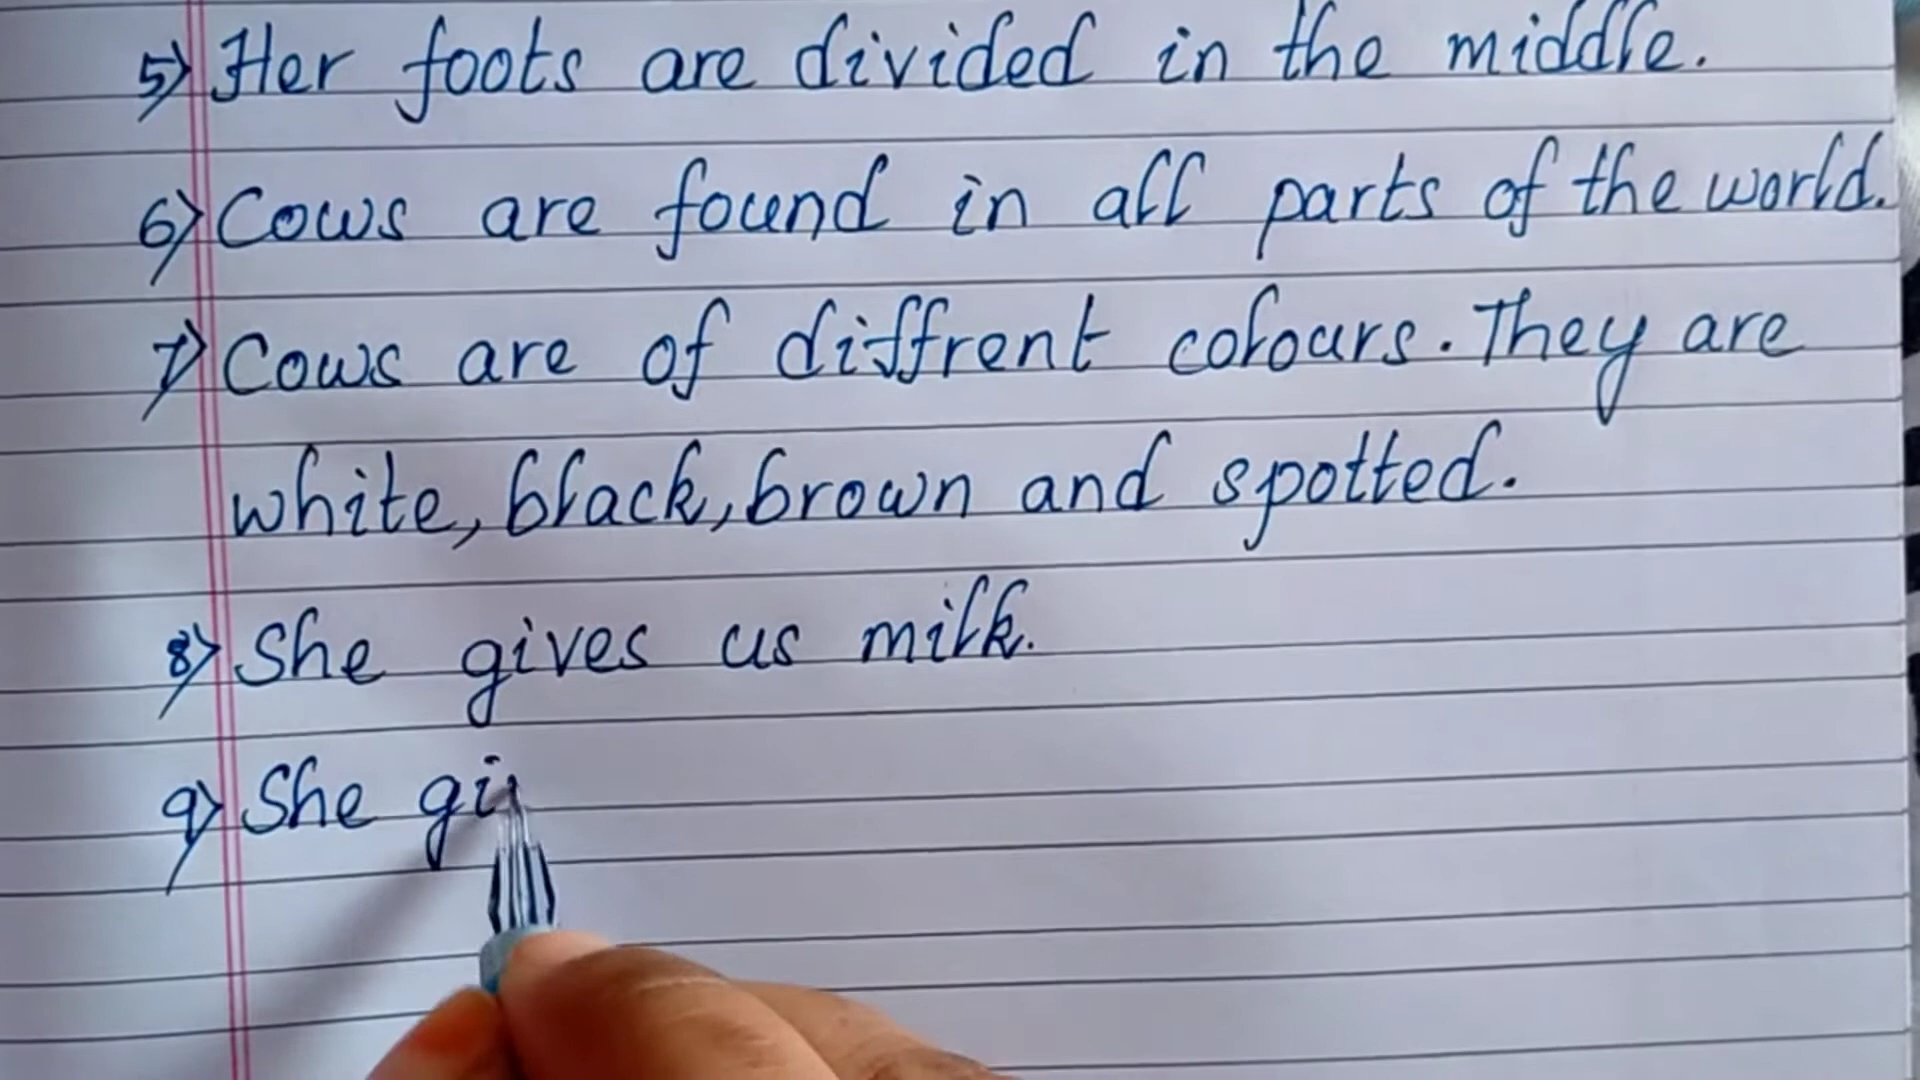 5) Her foots are divided in the middle.
6) Cows are found in all parts of the world.
7) Cows are of diffrent colours. They are
white, black, brown and spotted.
8) She gives us milk.
9) She gi